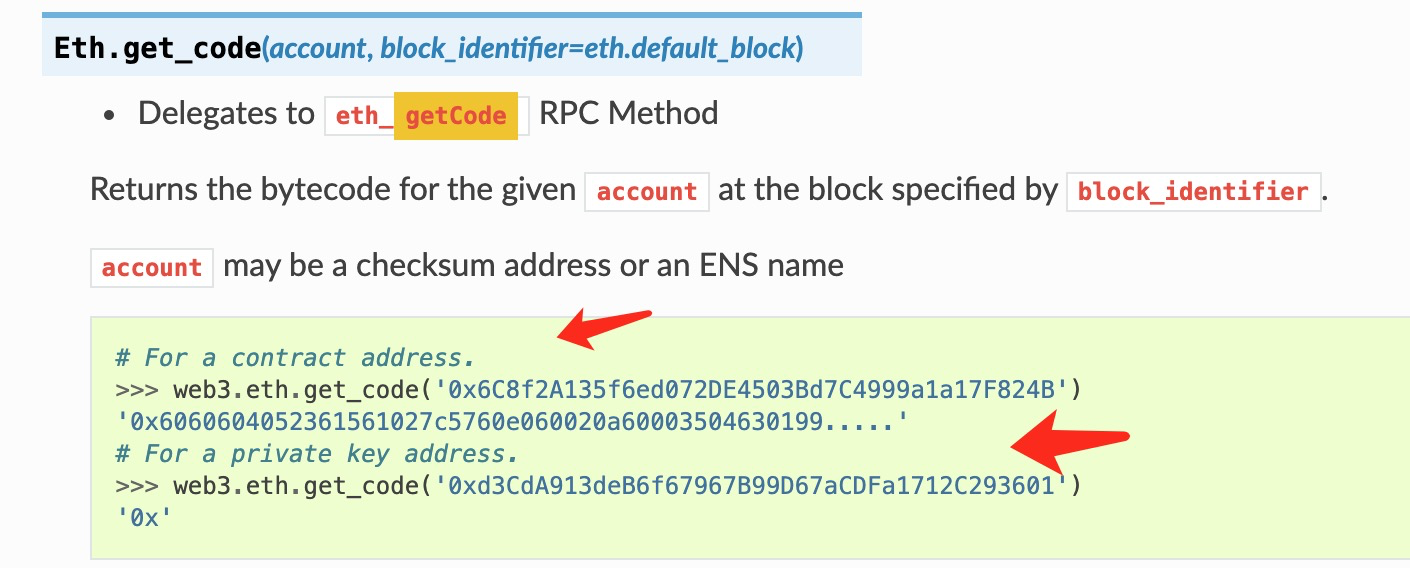 Eth.get_code(account, block_identifier=eth.default_block)
• Delegates to eth_getCode RPC Method
Returns the bytecode for the given account at the block specified by block_identifier.
account may be a checksum address or an ENS name
# For a contract address.
>>> web3.eth.get_code('0x6C8f2A135f6ed072DE4503Bd7C4999a1a17F824B')
'0x6060604052361561027c5760e060020a60003504630199.....'
# For a private key address.
>>> web3.eth.get_code('0xd3CdA913deB6f67967B99D67aCDFa1712C293601')
'0x'